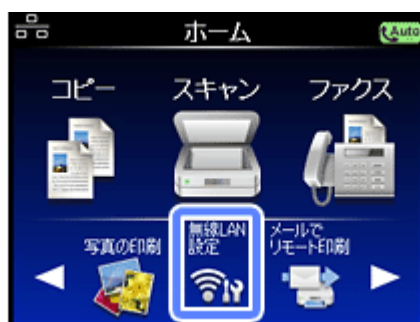 ホーム
Auto
コピー
スキャン
ファクス
写真の印刷
無線LAN
設定
メールで
リモート印刷